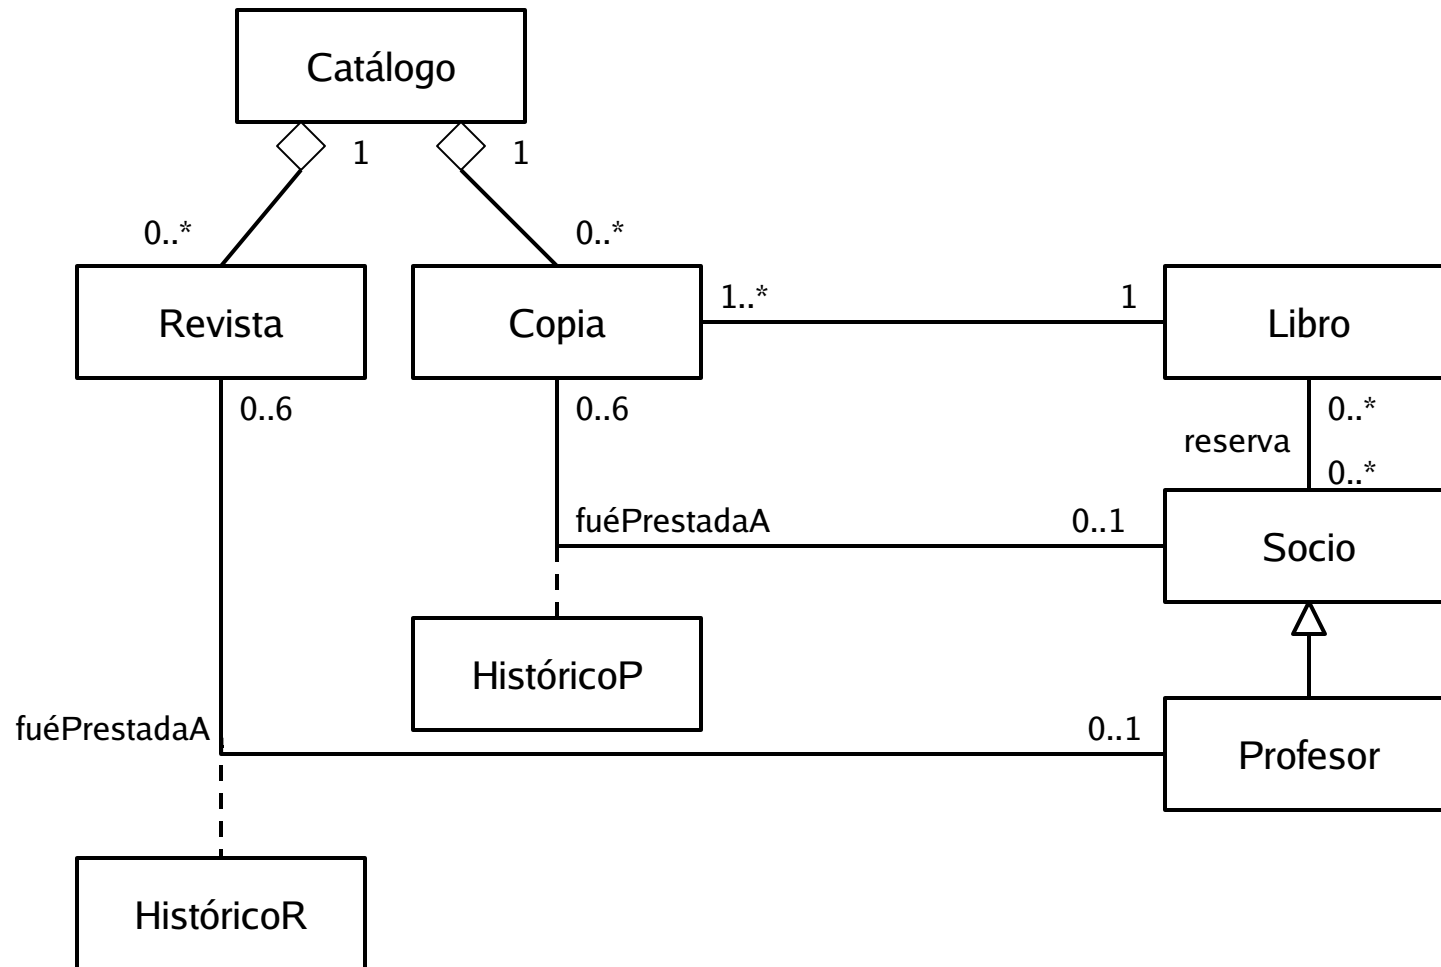 Catálogo
1
1
0..*
0..*
Revista
Copia
1..*
1
Libro
0..6
0..6
0..*
reserva
0..*
fuéPrestadaA
0..1
Socio
HistóricoP
fuéPrestadaA
0..1
Profesor
HistóricoR